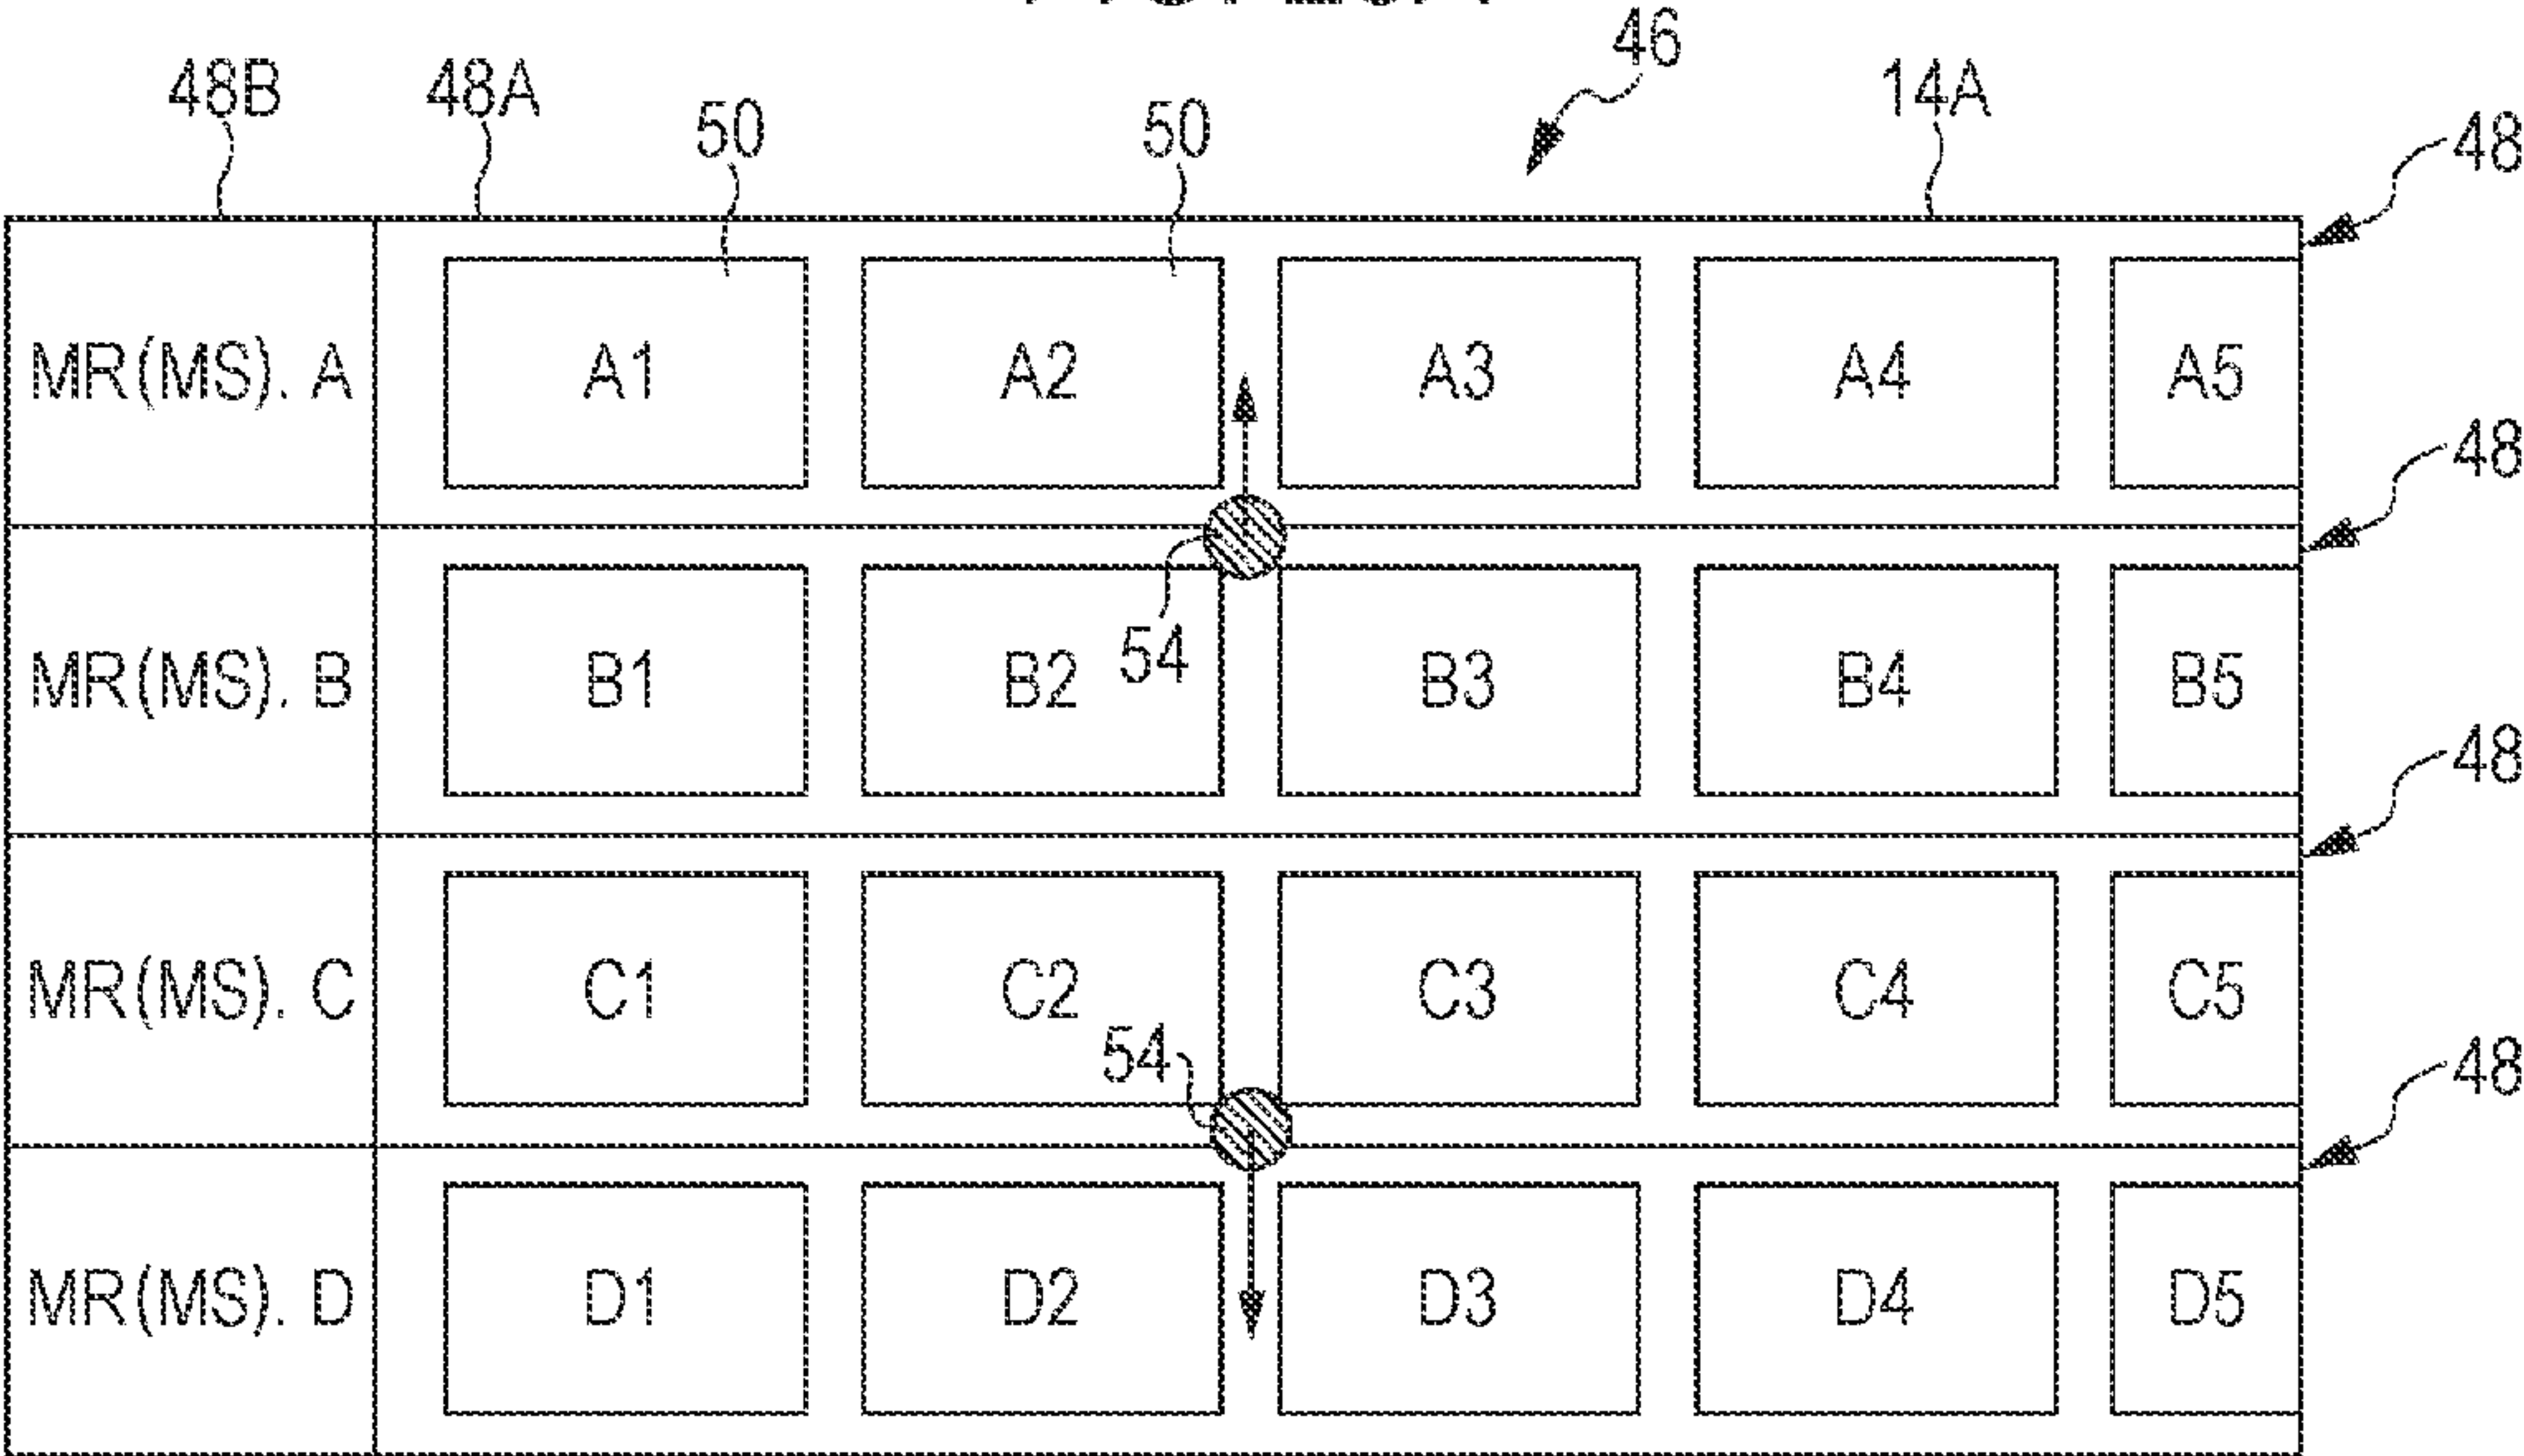 46
48B 48A 50 50 14A 48
MR(MS). A A1 A2 A3 A4 A5
48
54
MR(MS). B B1 B2 B3 B4 B5
48
MR(MS). C C1 C2 C3 C4 C5
54
48
MR(MS). D D1 D2 D3 D4 D5